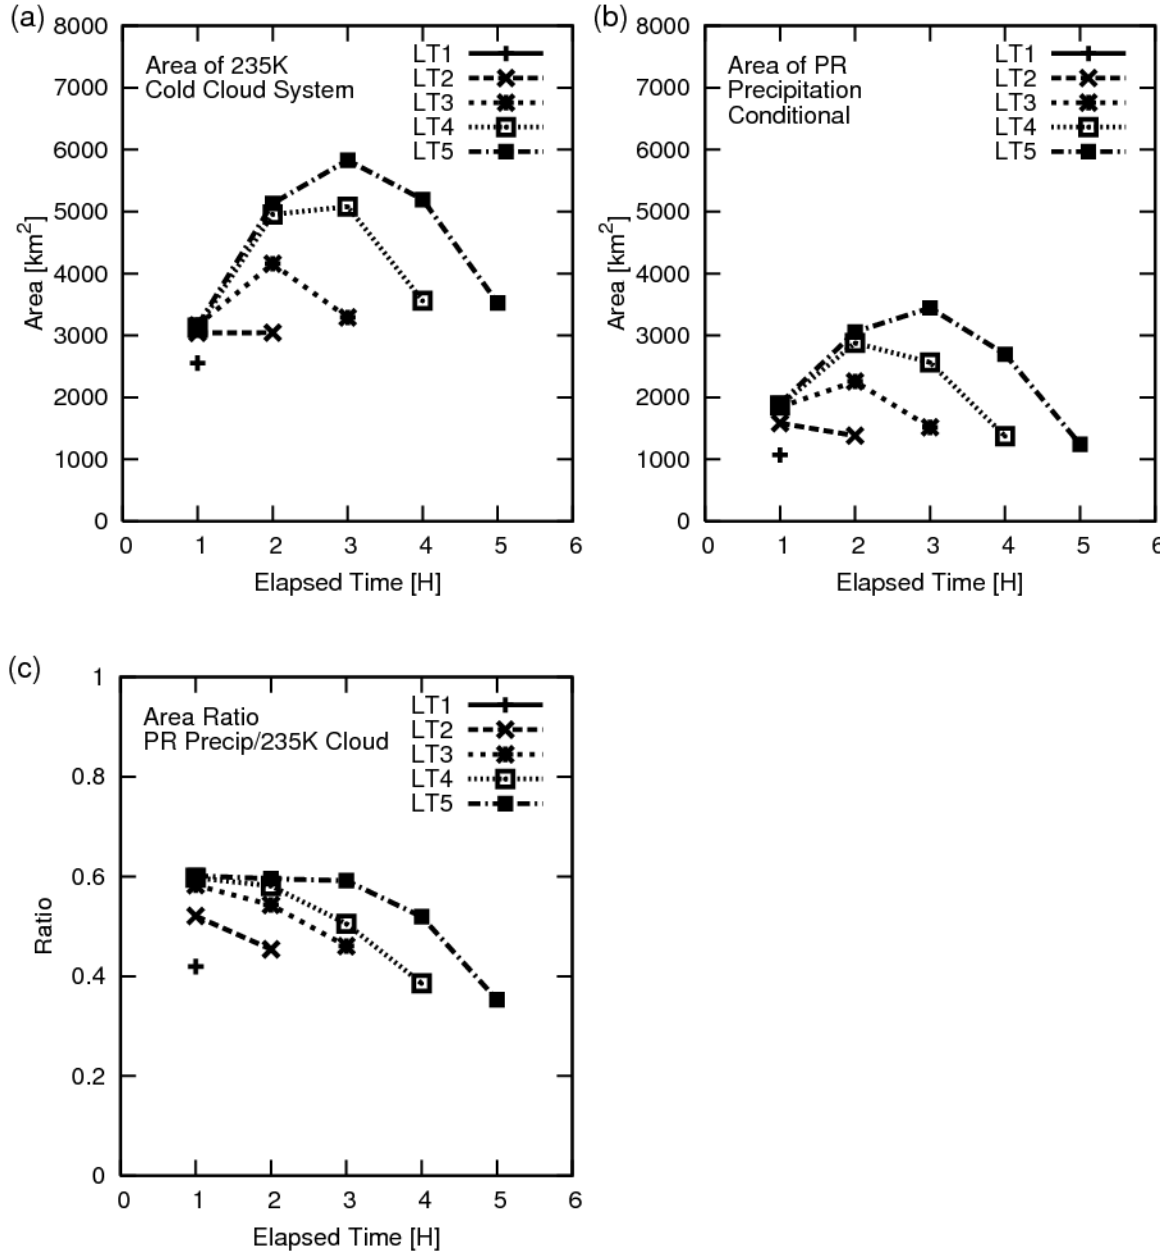 (a)
8000
7000
6000
5000
4000
3000
2000
1000
0
Area [km²]
Area of 235K
Cold Cloud System
LT1
LT2
LT3
LT4
LT5
0 1 2 3 4 5 6
Elapsed Time [H]
(b)
8000
7000
6000
5000
4000
3000
2000
1000
0
Area [km²]
Area of PR
Precipitation
Conditional
LT1
LT2
LT3
LT4
LT5
0 1 2 3 4 5 6
Elapsed Time [H]
(c)
1
0.8
0.6
0.4
0.2
0
Ratio
Area Ratio
PR Precip/235K Cloud
LT1
LT2
LT3
LT4
LT5
0 1 2 3 4 5 6
Elapsed Time [H]